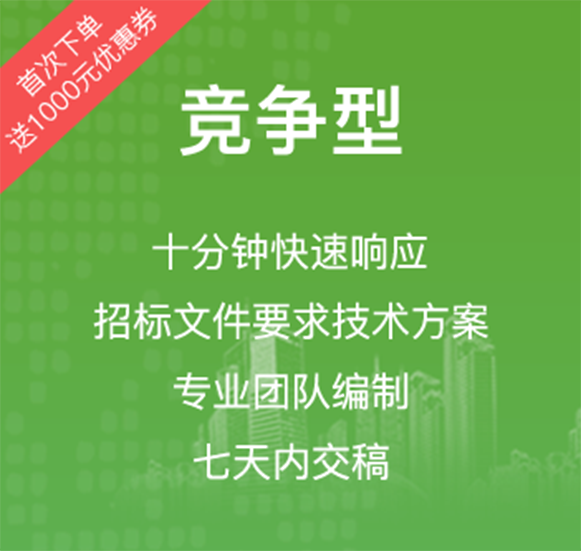 首次下单
送1000元优惠券
竞争型
十分钟快速响应
招标文件要求技术方案
专业团队编制
七天内交稿